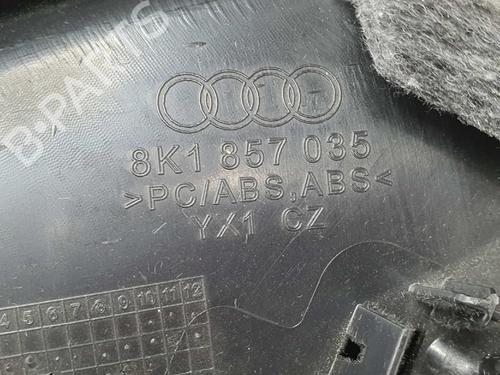 B-PARTS
8K1 857 035
>PC/ABS,ABS<
YX1 CZ
4 5 6 7 8 9 10 11 12